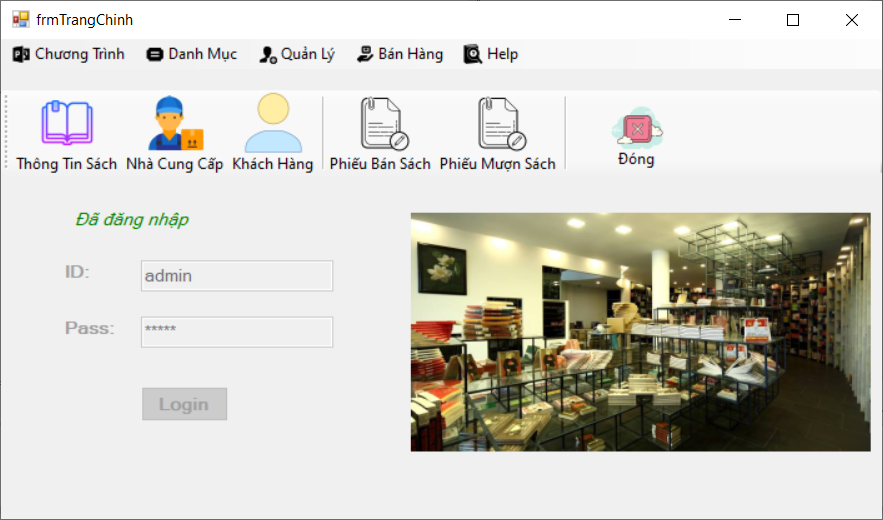 frmTrangChinh
Chương Trình Danh Mục Quản Lý Bán Hàng Help
Thông Tin Sách Nhà Cung Cấp Khách Hàng Phiếu Bán Sách Phiếu Mượn Sách Đóng
Đã đăng nhập
ID: admin
Pass: *****
Login